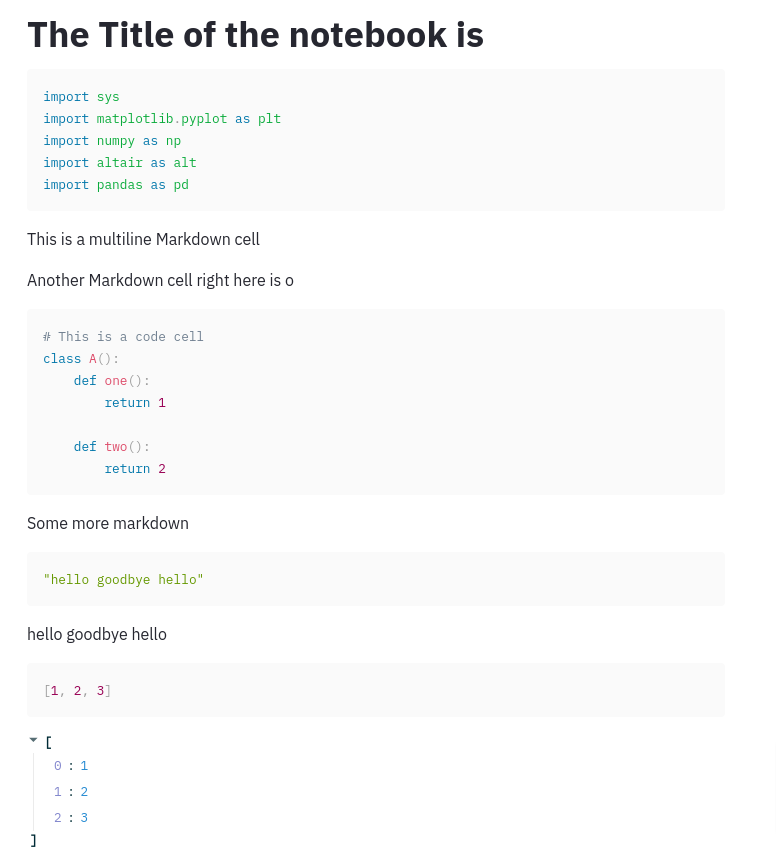 The Title of the notebook is
import sys
import matplotlib.pyplot as plt
import numpy as np
import altair as alt
import pandas as pd
This is a multiline Markdown cell
Another Markdown cell right here is o
# This is a code cell
class A():
    def one():
        return 1
    def two():
        return 2
Some more markdown
"hello goodbye hello"
hello goodbye hello
[1, 2, 3]
[
0 : 1
1 : 2
2 : 3
]